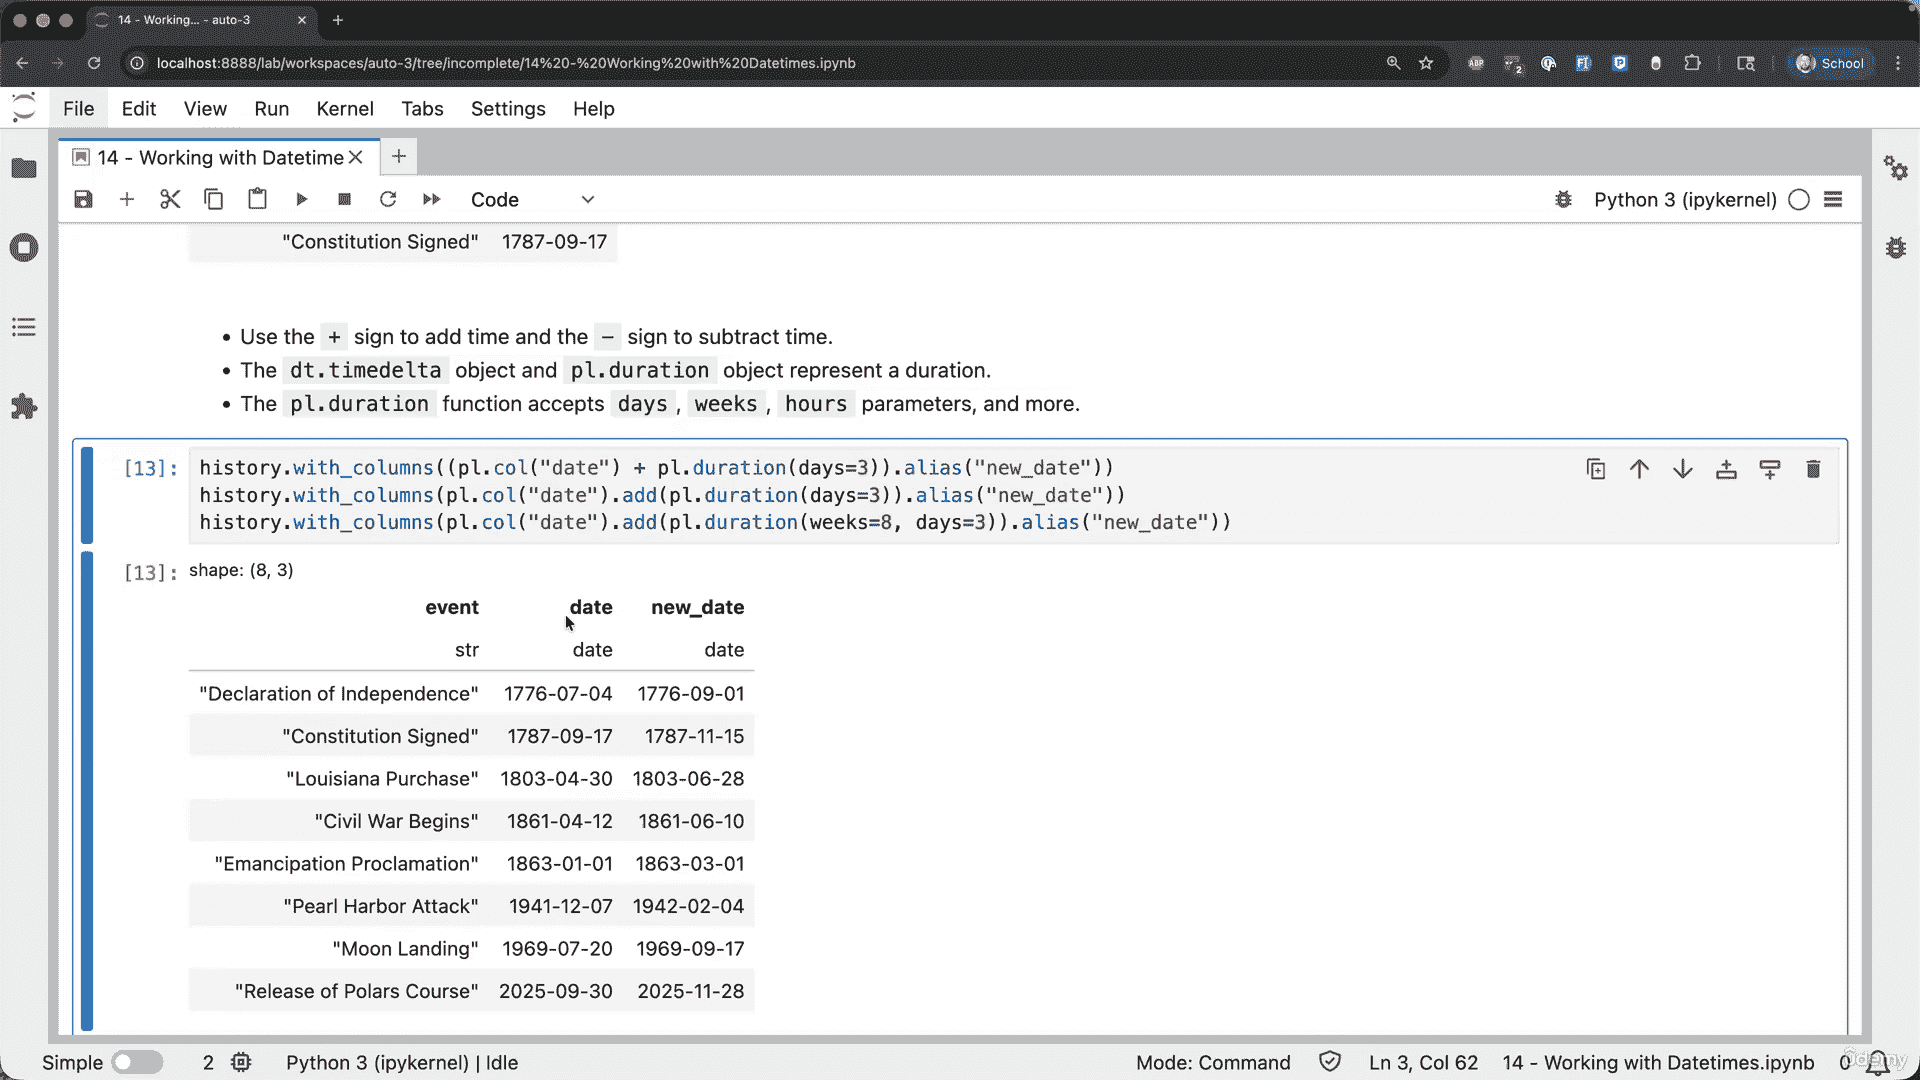 14 - Working... - auto-3
localhost:8888/lab/workspaces/auto-3/tree/incomplete/14%20-%20Working%20with%20Datetimes.ipynb
ABP
2
School
File Edit View Run Kernel Tabs Settings Help
14 - Working with Datetime
Code
Python 3 (ipykernel)
"Constitution Signed" 1787-09-17
• Use the + sign to add time and the − sign to subtract time.
• The dt.timedelta object and pl.duration object represent a duration.
• The pl.duration function accepts days , weeks , hours parameters, and more.
[13]: history.with_columns((pl.col("date") + pl.duration(days=3)).alias("new_date"))
history.with_columns(pl.col("date").add(pl.duration(days=3)).alias("new_date"))
history.with_columns(pl.col("date").add(pl.duration(weeks=8, days=3)).alias("new_date"))
[13]: shape: (8, 3)
event date new_date
str date date
"Declaration of Independence" 1776-07-04 1776-09-01
"Constitution Signed" 1787-09-17 1787-11-15
"Louisiana Purchase" 1803-04-30 1803-06-28
"Civil War Begins" 1861-04-12 1861-06-10
"Emancipation Proclamation" 1863-01-01 1863-03-01
"Pearl Harbor Attack" 1941-12-07 1942-02-04
"Moon Landing" 1969-07-20 1969-09-17
"Release of Polars Course" 2025-09-30 2025-11-28
Simple 2 Python 3 (ipykernel) | Idle Mode: Command Ln 3, Col 62 14 - Working with Datetimes.ipynb 0
udemy